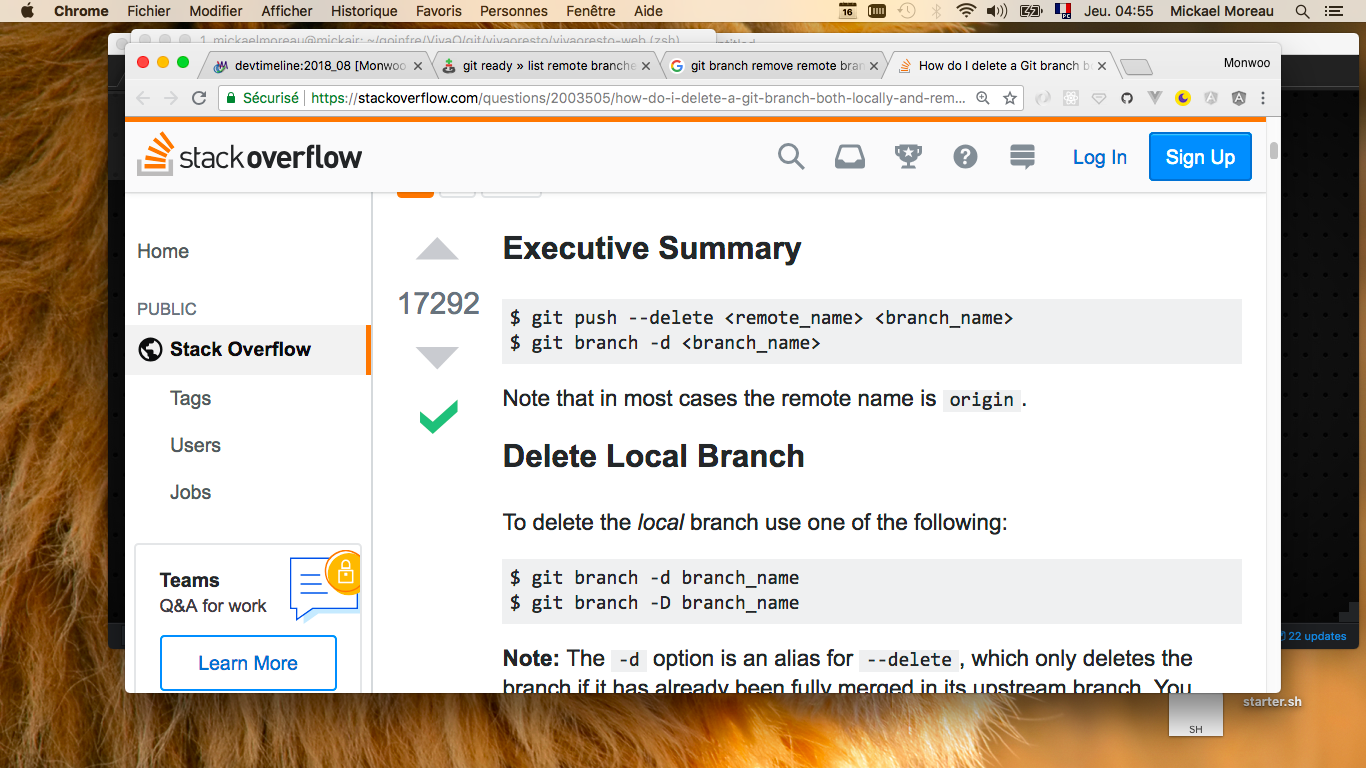 Chrome Fichier Modifier Afficher Historique Favoris Personnes Fenêtre Aide 16 Jeu. 04:55 Mickael Moreau
1. mickaelmoreau@mickair: ~/goinfre/VivaO/git/vivaoresto/vivaoresto-web (zsh)
devtimeline:2018_08 [Monwoo git ready » list remote branche git branch remove remote bran How do I delete a Git branch b Monwoo
Sécurisé https://stackoverflow.com/questions/2003505/how-do-i-delete-a-git-branch-both-locally-and-rem...
stackoverflow Log In Sign Up
Home
PUBLIC
Stack Overflow
Tags
Users
Jobs
Teams
Q&A for work
Learn More
Executive Summary
17292
$ git push --delete <remote_name> <branch_name>
$ git branch -d <branch_name>
Note that in most cases the remote name is origin.
Delete Local Branch
To delete the local branch use one of the following:
$ git branch -d branch_name
$ git branch -D branch_name
Note: The -d option is an alias for --delete, which only deletes the
branch if it has already been fully merged in its upstream branch. You
22 updates
starter.sh
SH